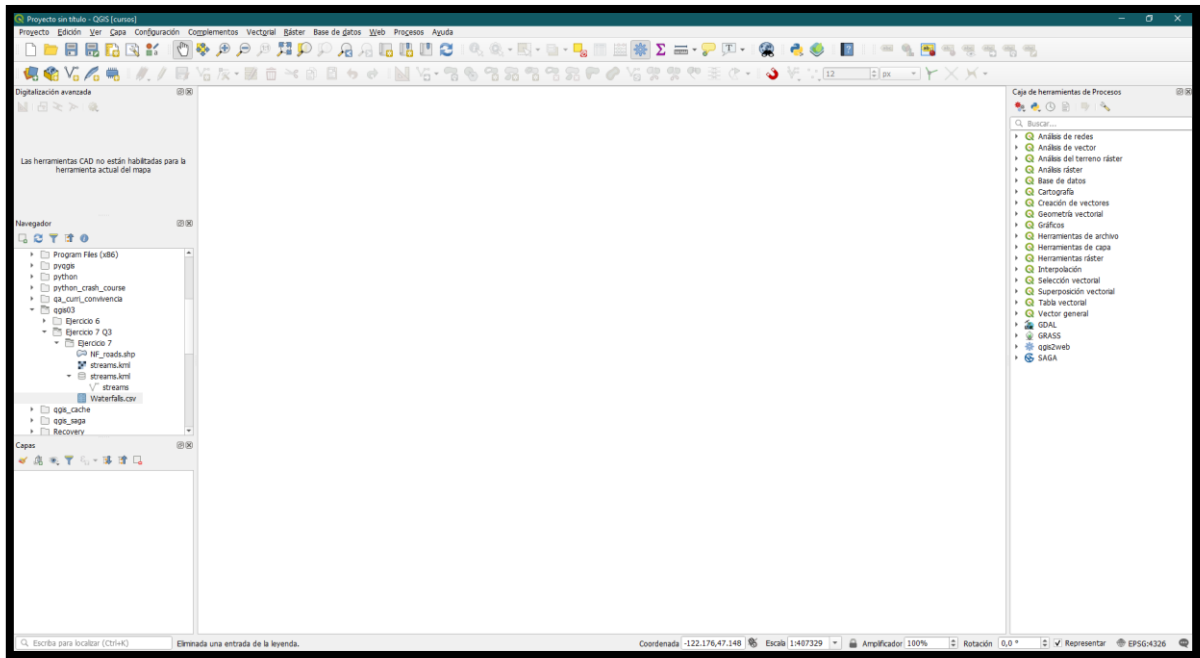 Proyecto sin título - QGIS [cursos]
Proyecto Edición Ver Capa Configuración Complementos Vectorial Ráster Base de datos Web Procesos Ayuda
12 px
Digitalización avanzada
Las herramientas CAD no están habilitadas para la
herramienta actual del mapa
Navegador
Program Files (x86)
pyqgis
python
python_crash_course
qa_curri_convivencia
qgis03
Ejercicio 6
Ejercicio 7 Q3
Ejercicio 7
NF_roads.shp
streams.kml
streams.kml
streams
Waterfalls.csv
qgis_cache
qgis_saga
Recovery
Capas
Caja de herramientas de Procesos
Buscar...
Análisis de redes
Análisis de vector
Análisis del terreno ráster
Análisis ráster
Base de datos
Cartografía
Creación de vectores
Geometría vectorial
Gráficos
Herramientas de archivo
Herramientas de capa
Herramientas ráster
Interpolación
Selección vectorial
Superposición vectorial
Tabla vectorial
Vector general
GDAL
GRASS
qgis2web
SAGA
Escriba para localizar (Ctrl+K) Eliminada una entrada de la leyenda. Coordenada -122.176,47.148 Escala 1:487329 Amplificador 100% Rotación 0,0 ° Representar EPSG:4326